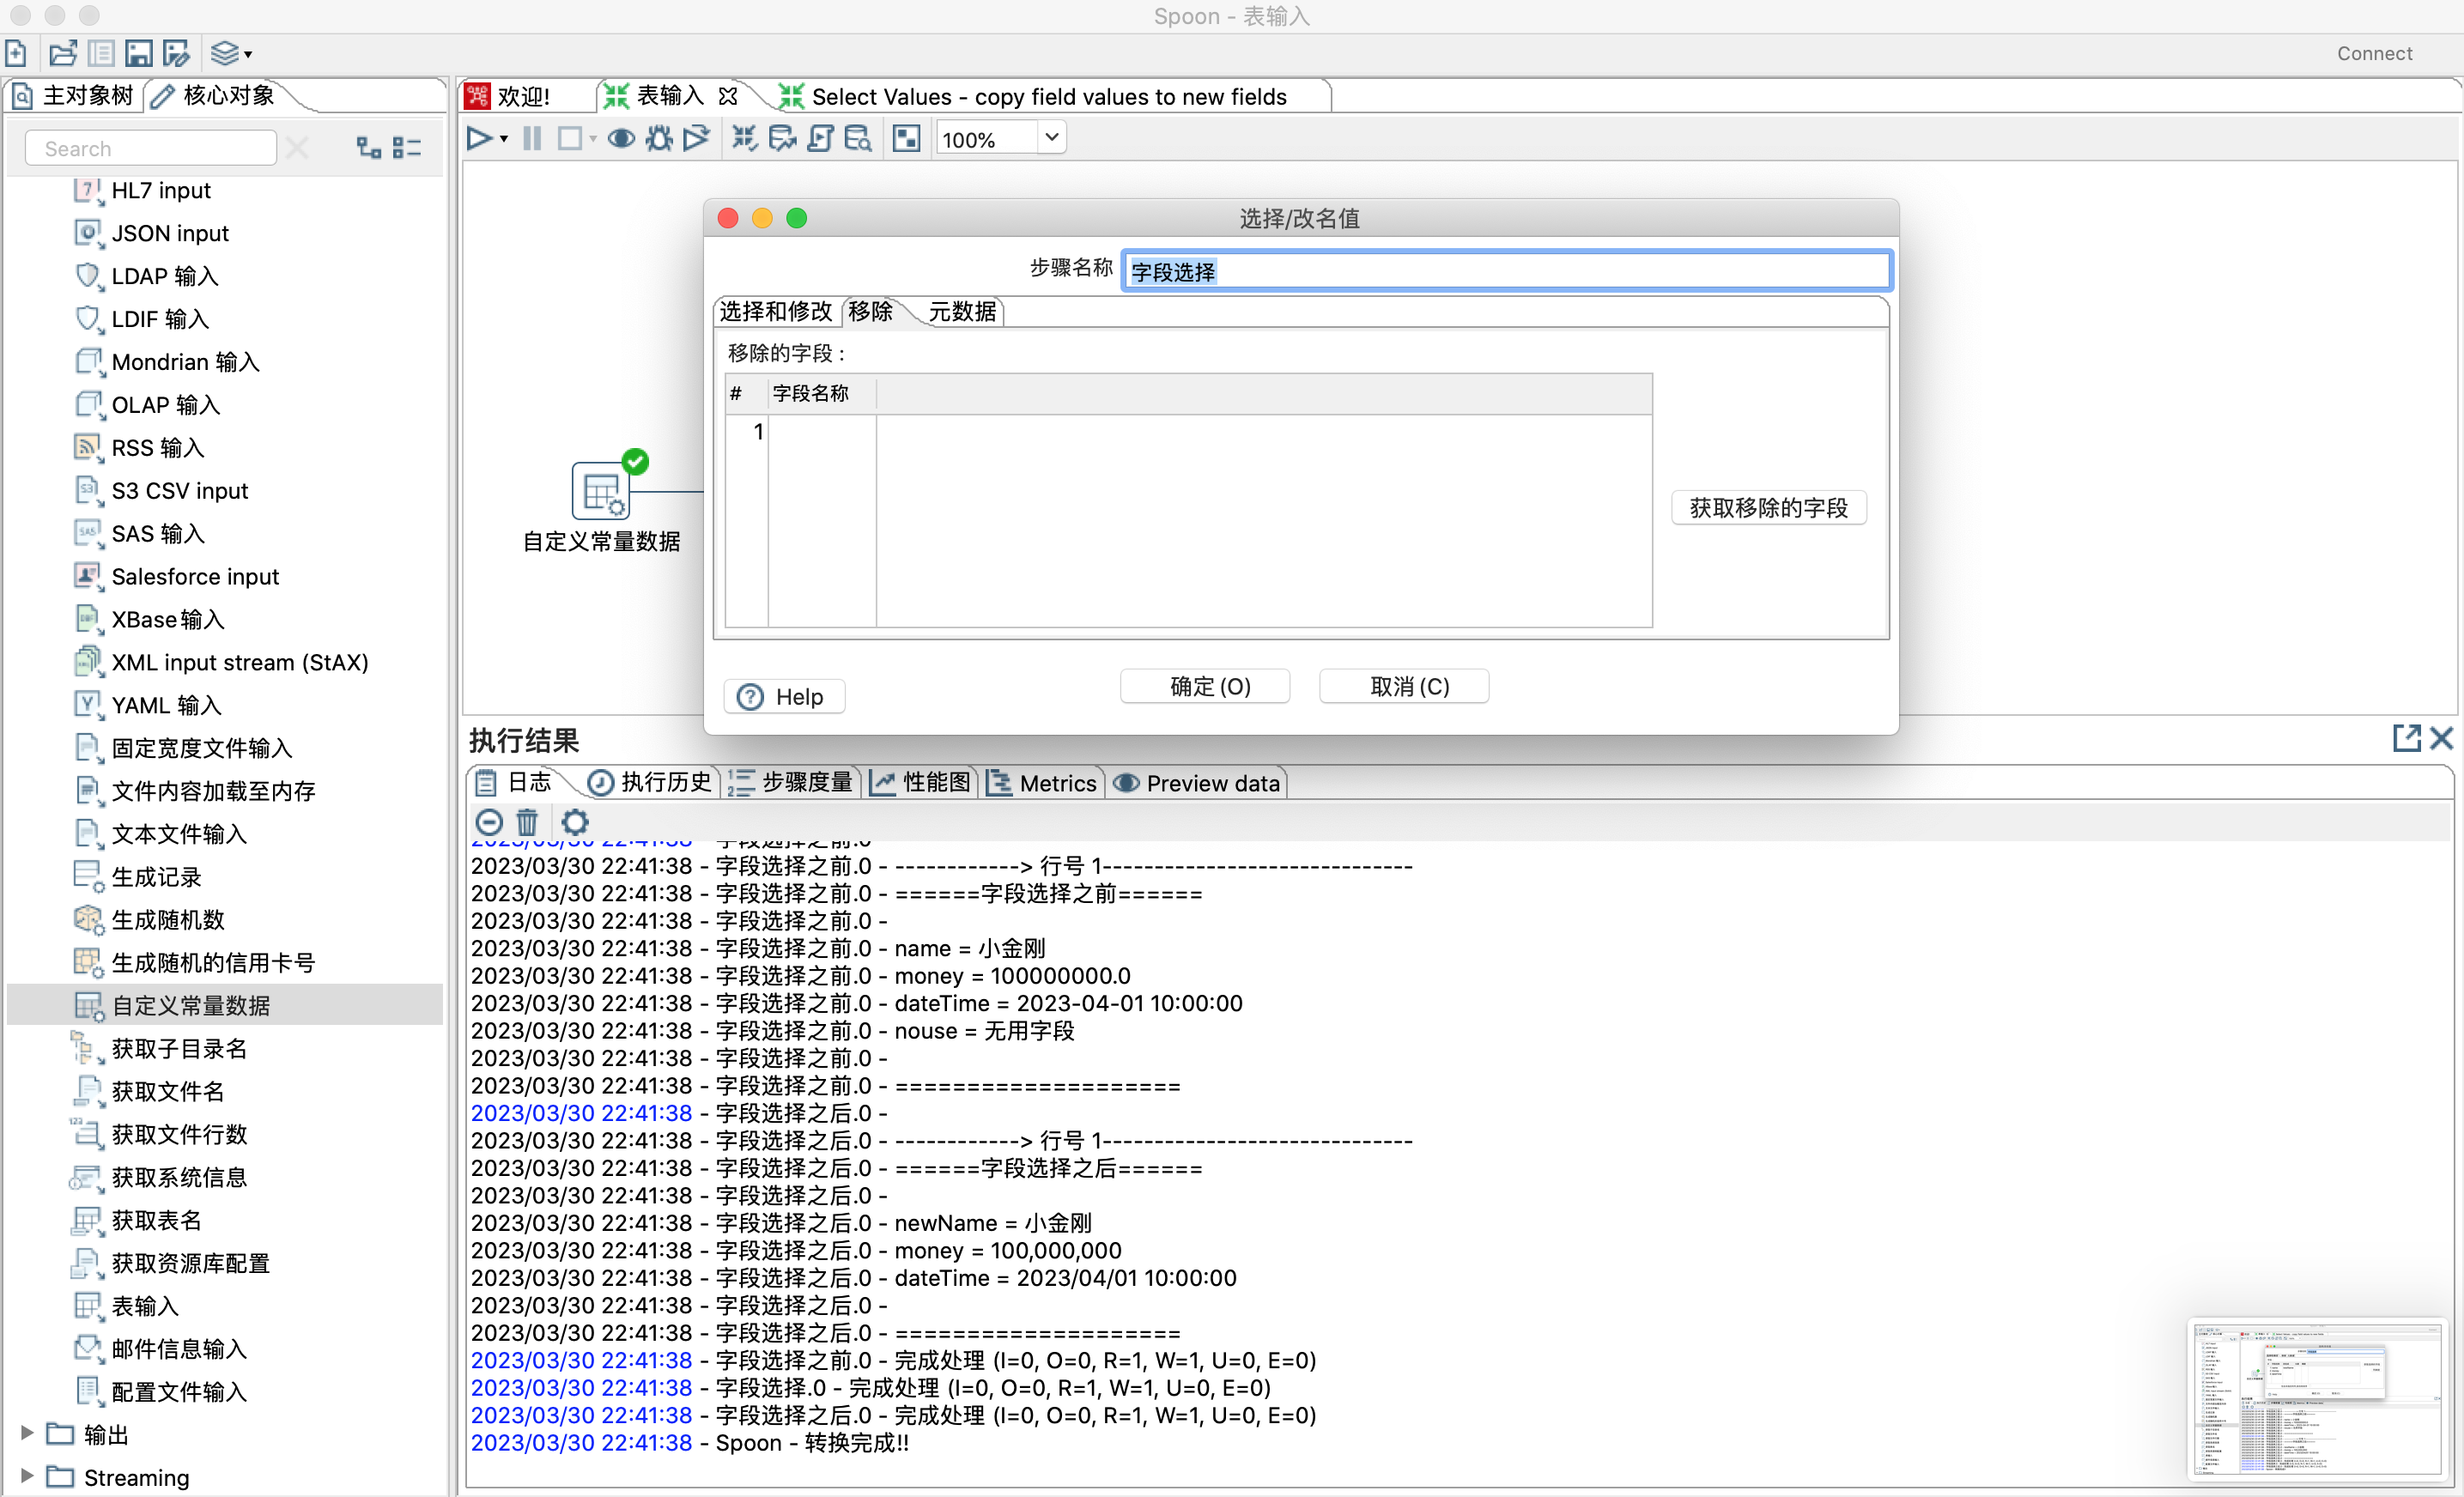 Spoon - 表输入
Connect
主对象树
核心对象
欢迎!
表输入
Select Values - copy field values to new fields
Search
100%
HL7 input
JSON input
LDAP 输入
LDIF 输入
Mondrian 输入
OLAP 输入
RSS 输入
S3 CSV input
SAS 输入
Salesforce input
XBase输入
XML input stream (StAX)
YAML 输入
固定宽度文件输入
文件内容加载至内存
文本文件输入
生成记录
生成随机数
生成随机的信用卡号
自定义常量数据
获取子目录名
获取文件名
获取文件行数
获取系统信息
获取表名
获取资源库配置
表输入
邮件信息输入
配置文件输入
输出
Streaming
自定义常量数据
选择/改名值
步骤名称 字段选择
选择和修改 移除 元数据
移除的字段 :
# 字段名称
1
获取移除的字段
Help
确定(O) 取消(C)
执行结果
日志 执行历史 步骤度量 性能图 Metrics Preview data
2023/03/30 22:41:38 - 字段选择之前.0
2023/03/30 22:41:38 - 字段选择之前.0 - ------------> 行号 1------------------------------
2023/03/30 22:41:38 - 字段选择之前.0 - ======字段选择之前======
2023/03/30 22:41:38 - 字段选择之前.0 -
2023/03/30 22:41:38 - 字段选择之前.0 - name = 小金刚
2023/03/30 22:41:38 - 字段选择之前.0 - money = 100000000.0
2023/03/30 22:41:38 - 字段选择之前.0 - dateTime = 2023-04-01 10:00:00
2023/03/30 22:41:38 - 字段选择之前.0 - nouse = 无用字段
2023/03/30 22:41:38 - 字段选择之前.0 -
2023/03/30 22:41:38 - 字段选择之前.0 - ====================
2023/03/30 22:41:38 - 字段选择之后.0 -
2023/03/30 22:41:38 - 字段选择之后.0 - ------------> 行号 1------------------------------
2023/03/30 22:41:38 - 字段选择之后.0 - ======字段选择之后======
2023/03/30 22:41:38 - 字段选择之后.0 -
2023/03/30 22:41:38 - 字段选择之后.0 - newName = 小金刚
2023/03/30 22:41:38 - 字段选择之后.0 - money = 100,000,000
2023/03/30 22:41:38 - 字段选择之后.0 - dateTime = 2023/04/01 10:00:00
2023/03/30 22:41:38 - 字段选择之后.0 -
2023/03/30 22:41:38 - 字段选择之后.0 - ====================
2023/03/30 22:41:38 - 字段选择之前.0 - 完成处理 (I=0, O=0, R=1, W=1, U=0, E=0)
2023/03/30 22:41:38 - 字段选择.0 - 完成处理 (I=0, O=0, R=1, W=1, U=0, E=0)
2023/03/30 22:41:38 - 字段选择之后.0 - 完成处理 (I=0, O=0, R=1, W=1, U=0, E=0)
2023/03/30 22:41:38 - Spoon - 转换完成!!